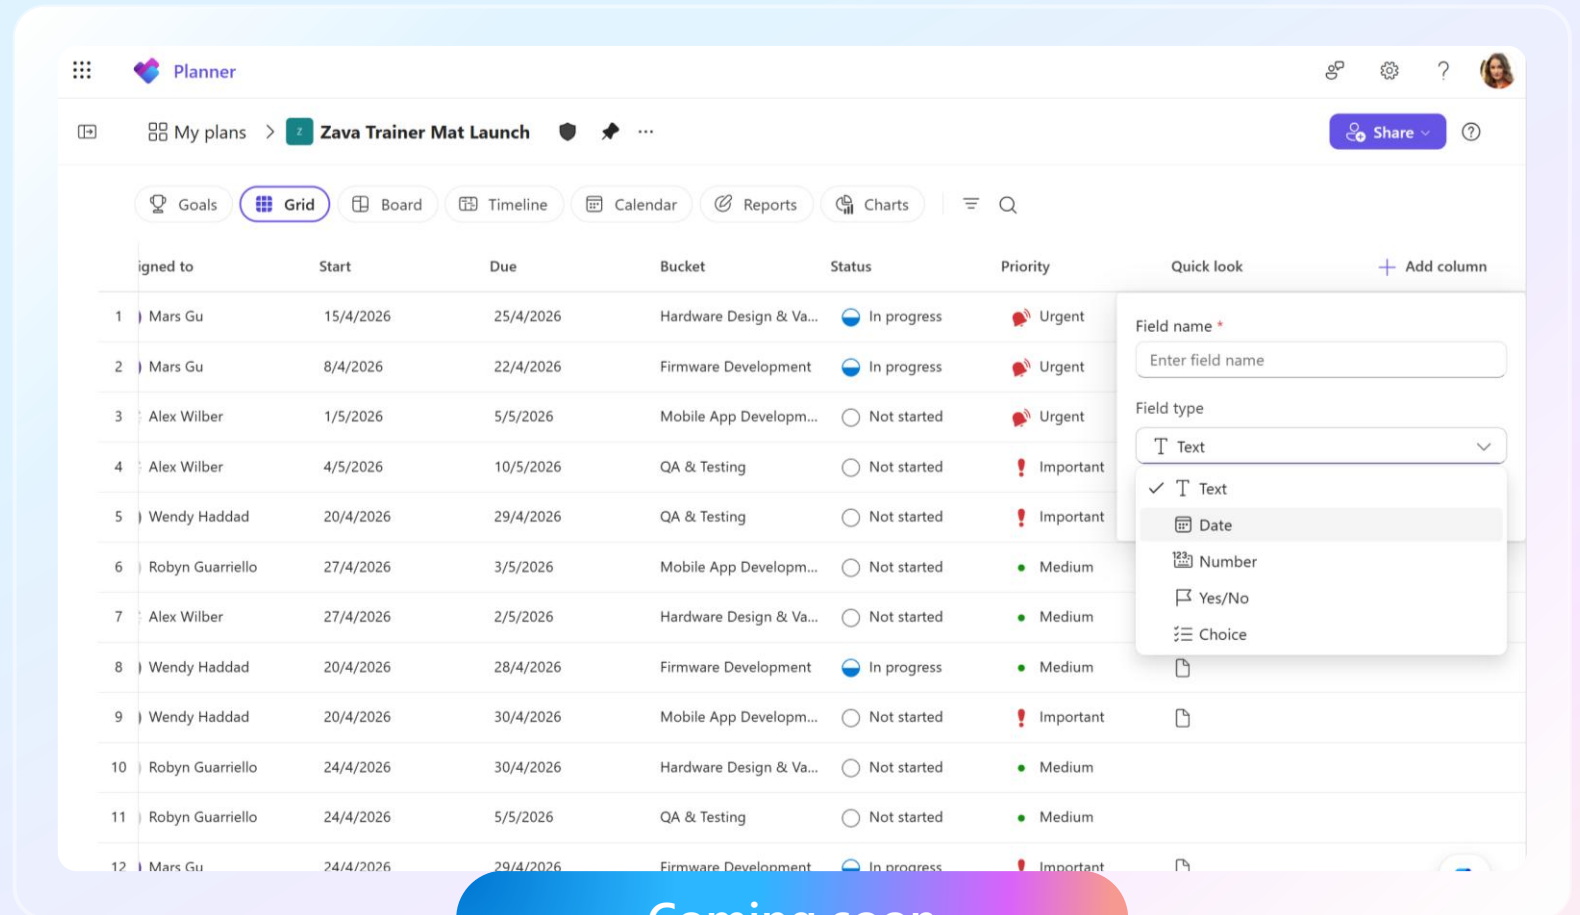 Planner
My plans > Z Zava Trainer Mat Launch ...
Share
Goals Grid Board Timeline Calendar Reports Charts
igned to Start Due Bucket Status Priority Quick look + Add column
1 Mars Gu 15/4/2026 25/4/2026 Hardware Design & Va... In progress Urgent
Field name *
Enter field name
2 Mars Gu 8/4/2026 22/4/2026 Firmware Development In progress Urgent
Field type
3 Alex Wilber 1/5/2026 5/5/2026 Mobile App Developm... Not started Urgent
Text
4 Alex Wilber 4/5/2026 10/5/2026 QA & Testing Not started Important
Text
5 Wendy Haddad 20/4/2026 29/4/2026 QA & Testing Not started Important
Date
6 Robyn Guarriello 27/4/2026 3/5/2026 Mobile App Developm... Not started Medium
Number
7 Alex Wilber 27/4/2026 2/5/2026 Hardware Design & Va... Not started Medium
Yes/No
Choice
8 Wendy Haddad 20/4/2026 28/4/2026 Firmware Development In progress Medium
9 Wendy Haddad 20/4/2026 30/4/2026 Mobile App Developm... Not started Important
10 Robyn Guarriello 24/4/2026 30/4/2026 Hardware Design & Va... Not started Medium
11 Robyn Guarriello 24/4/2026 5/5/2026 QA & Testing Not started Medium
12 Mars Gu 24/4/2026 29/4/2026 Firmware Development In progress Important
Coming soon